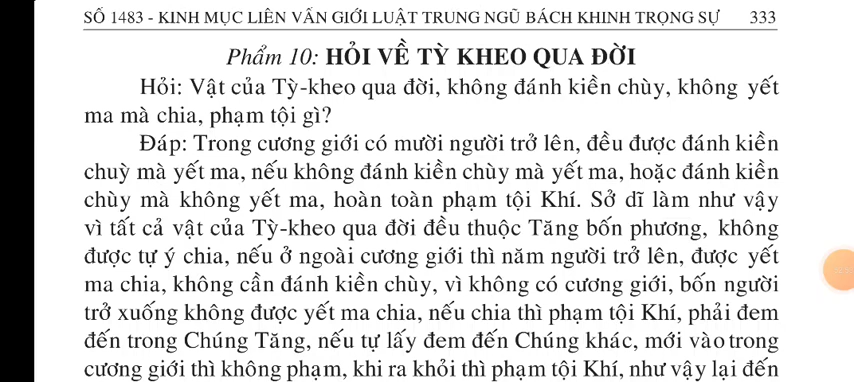 SỐ 1483 - KINH MỤC LIÊN VẤN GIỚI LUẬT TRUNG NGŨ BÁCH KHINH TRỌNG SỰ 333
Phẩm 10: HỎI VỀ TỲ KHEO QUA ĐỜI
Hỏi: Vật của Tỳ-kheo qua đời, không đánh kiền chùy, không yết
ma mà chia, phạm tội gì?
Đáp: Trong cương giới có mười người trở lên, đều được đánh kiền
chuỳ mà yết ma, nếu không đánh kiền chùy mà yết ma, hoặc đánh kiền
chùy mà không yết ma, hoàn toàn phạm tội Khí. Sở dĩ làm như vậy
vì tất cả vật của Tỳ-kheo qua đời đều thuộc Tăng bốn phương, không
được tự ý chia, nếu ở ngoài cương giới thì năm người trở lên, được yết
ma chia, không cần đánh kiền chùy, vì không có cương giới, bốn người
trở xuống không được yết ma chia, nếu chia thì phạm tội Khí, phải đem
đến trong Chúng Tăng, nếu tự lấy đem đến Chúng khác, mới vào trong
cương giới thì không phạm, khi ra khỏi thì phạm tội Khí, như vậy lại đến